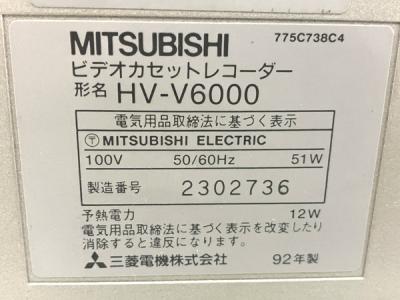 MITSUBISHI 775C738C4
ビデオカセットレコーダー
形名 HV-V6000
電気用品取締法に基づく表示
〒 MITSUBISHI ELECTRIC
100V 50/60Hz 51W
製造番号 2302736
予熱電力 12W
電気用品取締法に基づく表示を改変したり
消除すると違反になります。
三菱電機株式会社 92年製